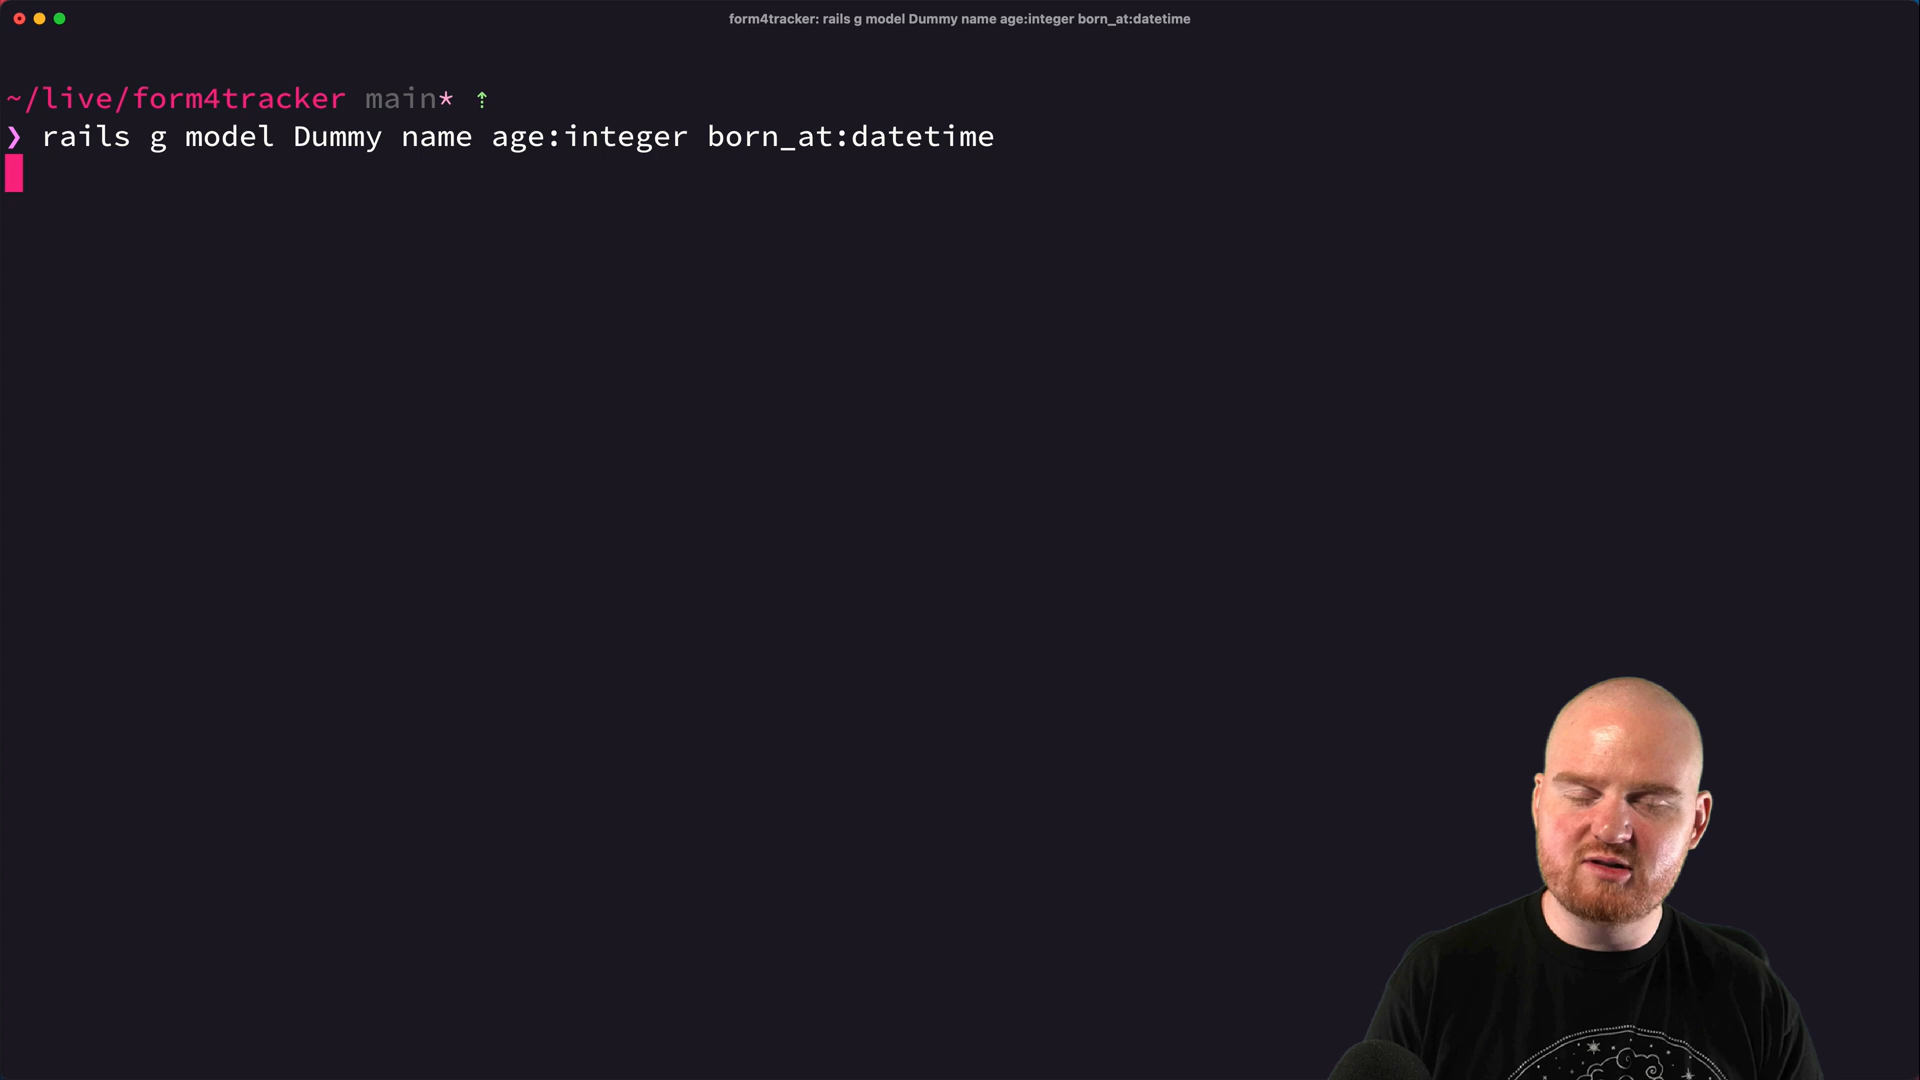 form4tracker: rails g model Dummy name age:integer born_at:datetime
~/live/form4tracker main* ⇡
❯ rails g model Dummy name age:integer born_at:datetime